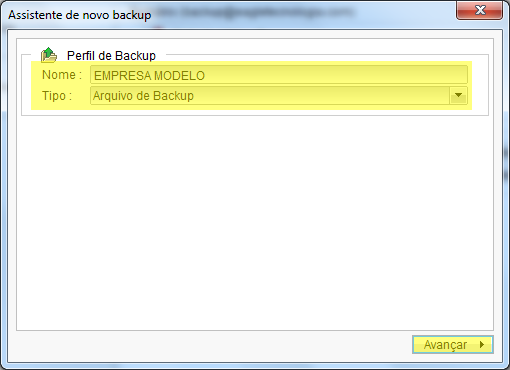 Assistente de novo backup
Perfil de Backup
Nome : EMPRESA MODELO
Tipo : Arquivo de Backup
Avançar